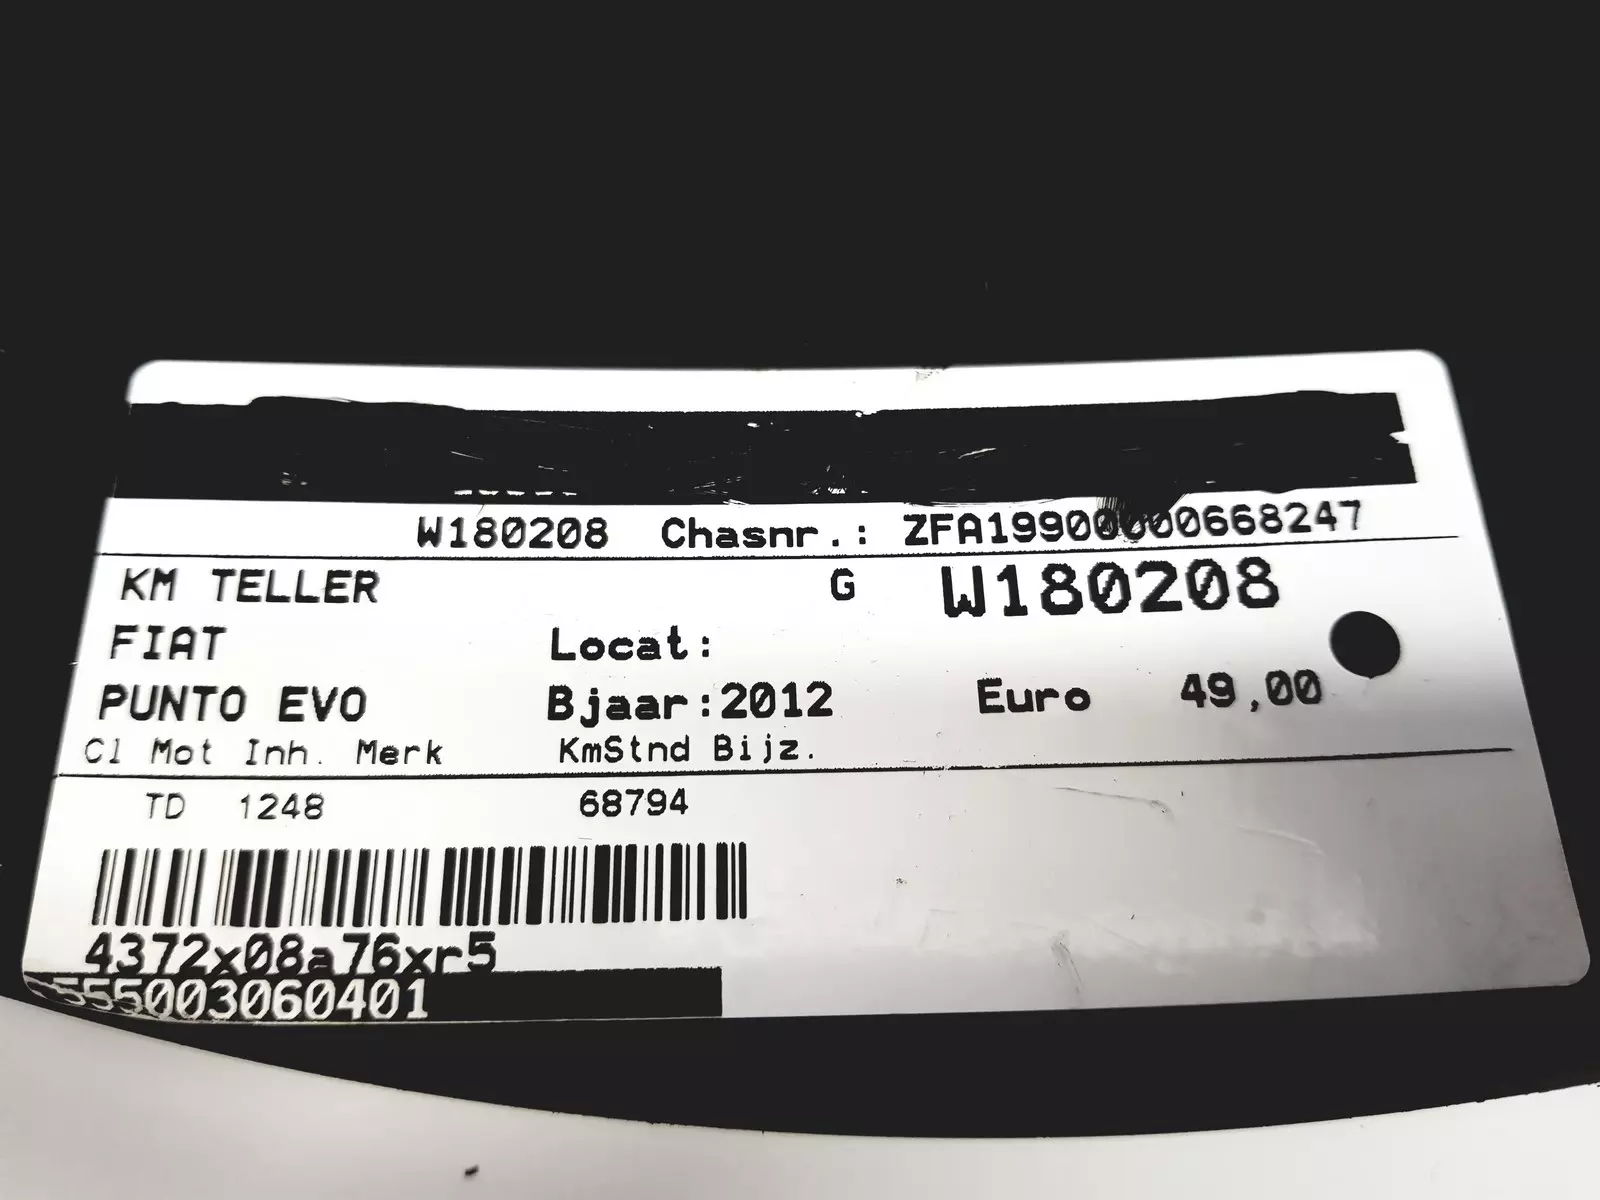 W180208 Chasnr.: ZFA19900000668247
KM TELLER G W180208
FIAT Locat:
PUNTO EVO Bjaar:2012 Euro 49,00
Cl Mot Inh. Merk KmStnd Bijz.
TD 1248 68794
4372x08a76xr5
555003060401